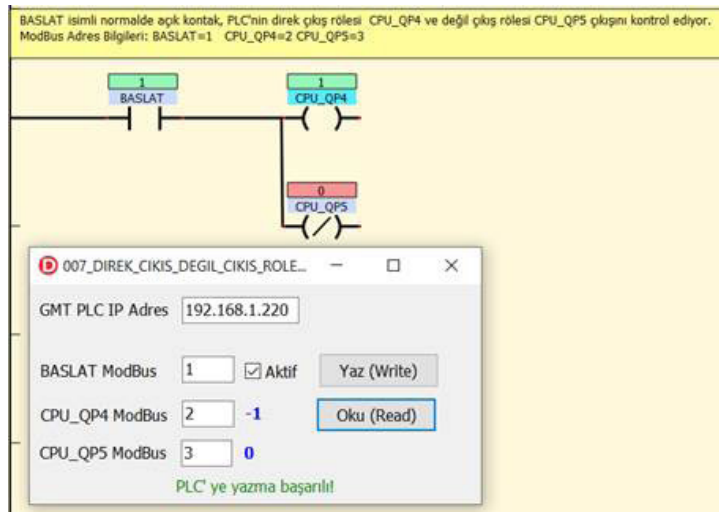 BASLAT isimli normalde açık kontak, PLC'nin direk çıkış rölesi CPU_QP4 ve değil çıkış rölesi CPU_QP5 çıkışını kontrol ediyor.
ModBus Adres Bilgileri: BASLAT=1 CPU_QP4=2 CPU_QP5=3
1 1
BASLAT CPU_QP4
0
CPU_QP5
007_DIREK_CIKIS_DEGIL_CIKIS_ROLE...
GMT PLC IP Adres 192.168.1.220
BASLAT ModBus 1 Aktif Yaz (Write)
CPU_QP4 ModBus 2 -1 Oku (Read)
CPU_QP5 ModBus 3 0
PLC' ye yazma başarılı!